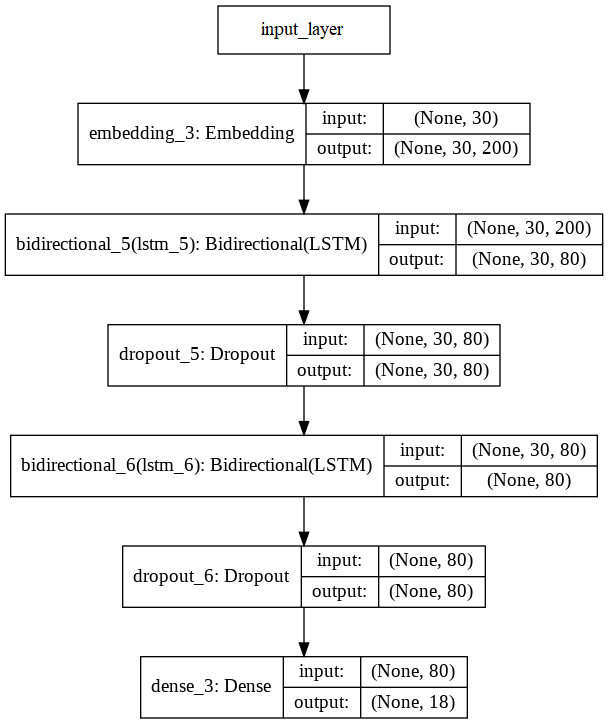 input_layer
embedding_3: Embedding
input: (None, 30)
output: (None, 30, 200)
bidirectional_5(lstm_5): Bidirectional(LSTM)
input: (None, 30, 200)
output: (None, 30, 80)
dropout_5: Dropout
input: (None, 30, 80)
output: (None, 30, 80)
bidirectional_6(lstm_6): Bidirectional(LSTM)
input: (None, 30, 80)
output: (None, 80)
dropout_6: Dropout
input: (None, 80)
output: (None, 80)
dense_3: Dense
input: (None, 80)
output: (None, 18)